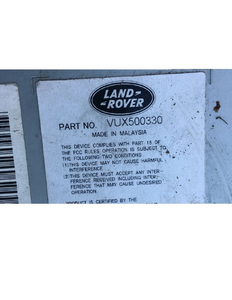 LAND-
-ROVER
PART NO. VUX500330
MADE IN MALAYSIA
THIS DEVICE COMPLIES WITH PART 15 OF
THE FCC RULES OPERATION IS SUBJECT TO
THE FOLLOWING TWO CONDITIONS
(1) THIS DEVICE MAY NOT CAUSE HARMFUL
INTERFERENCE
(2) THIS DEVICE MUST ACCEPT ANY INTER-
FERENCE RECEIVED INCLUDING INTER-
FERENCE THAT MAY CAUSE UNDESIRED
OPERATION.
PRODUCT IS CERTIFIED BY THE